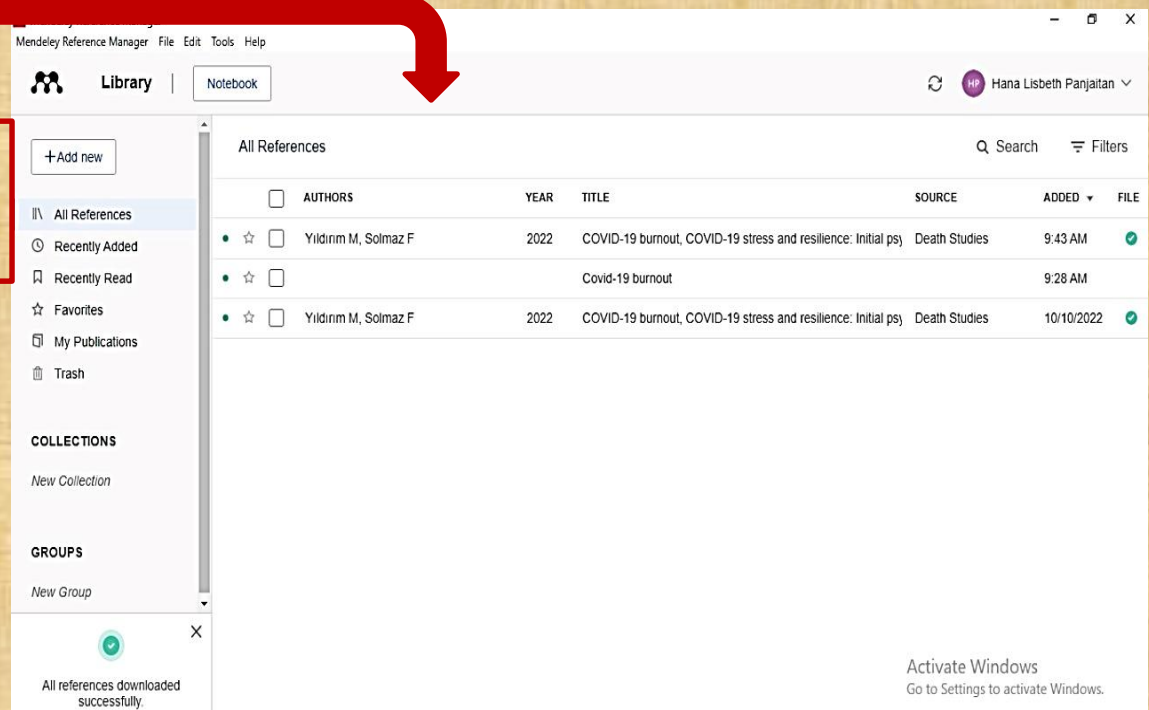 Mendeley Reference Manager File Edit Tools Help
Library | Notebook
HP Hana Lisbeth Panjaitan
+Add new
All References
Recently Added
Recently Read
Favorites
My Publications
Trash
COLLECTIONS
New Collection
GROUPS
New Group
All references downloaded
successfully.
All References Search Filters
AUTHORS YEAR TITLE SOURCE ADDED FILE
Yıldırım M, Solmaz F 2022 COVID-19 burnout, COVID-19 stress and resilience: Initial psy Death Studies 9:43 AM
Covid-19 burnout 9:28 AM
Yıldırım M, Solmaz F 2022 COVID-19 burnout, COVID-19 stress and resilience: Initial psy Death Studies 10/10/2022
Activate Windows
Go to Settings to activate Windows.